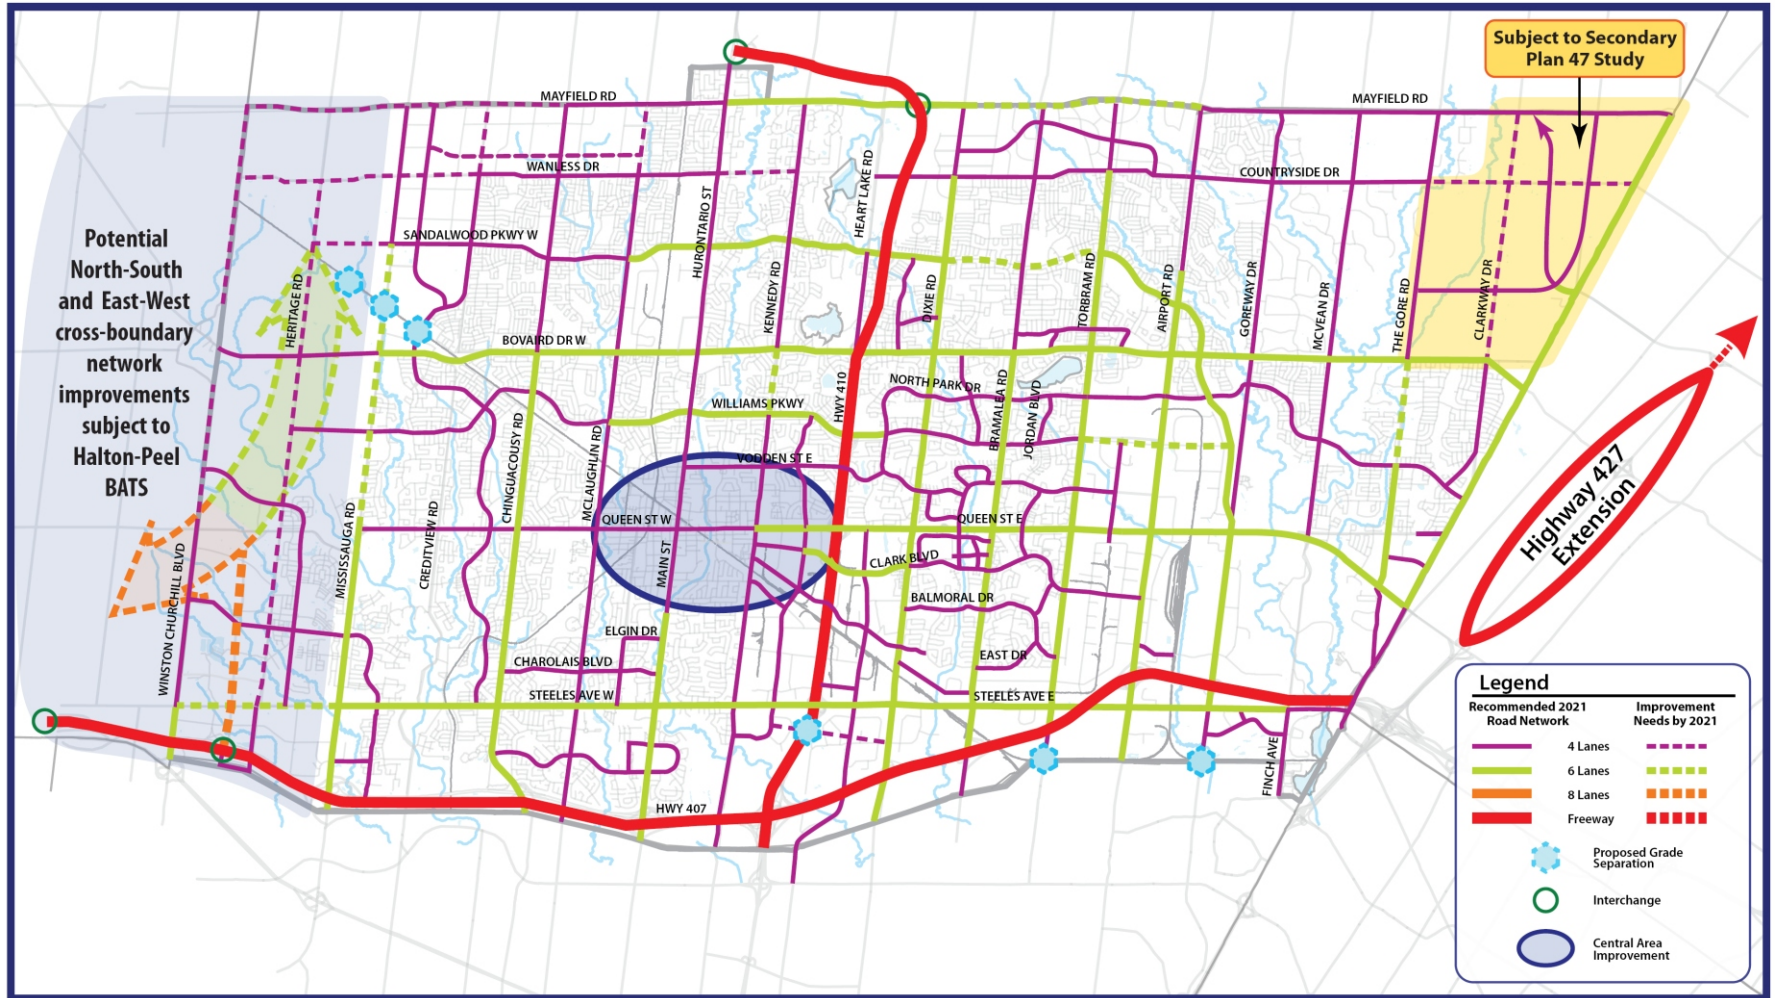 Subject to Secondary
Plan 47 Study
MAYFIELD RD
MAYFIELD RD
WANLESS DR
COUNTRYSIDE DR
HEART LAKE RD
HURONTARIO ST
SANDALWOOD PKWY W
Potential
North-South
and East-West
cross-boundary
network
improvements
subject to
Halton-Peel
BATS
HERITAGE RD
KENNEDY RD
DIXIE RD
TORBRAM RD
AIRPORT RD
GOREWAY DR
MCVEAN DR
THE GORE RD
CLARKWAY DR
BOVAIRD DR W
NORTH PARK DR
HWY 410
WILLIAMS PKWY
BRAMALEA RD
JORDAN BLVD
CHINGUACOUSY RD
MCLAUGHLIN RD
VODDEN ST E
Highway 427
Extension
MISSISSAUGA RD
CREDITVIEW RD
QUEEN ST W
QUEEN ST E
MAIN ST
CLARK BLVD
WINSTON CHURCHILL BLVD
BALMORAL DR
ELGIN DR
CHAROLAIS BLVD
EAST DR
STEELES AVE W
STEELES AVE E
FINCH AVE
HWY 407
Legend
Recommended 2021
Road Network
Improvement
Needs by 2021
4 Lanes
6 Lanes
8 Lanes
Freeway
Proposed Grade
Separation
Interchange
Central Area
Improvement